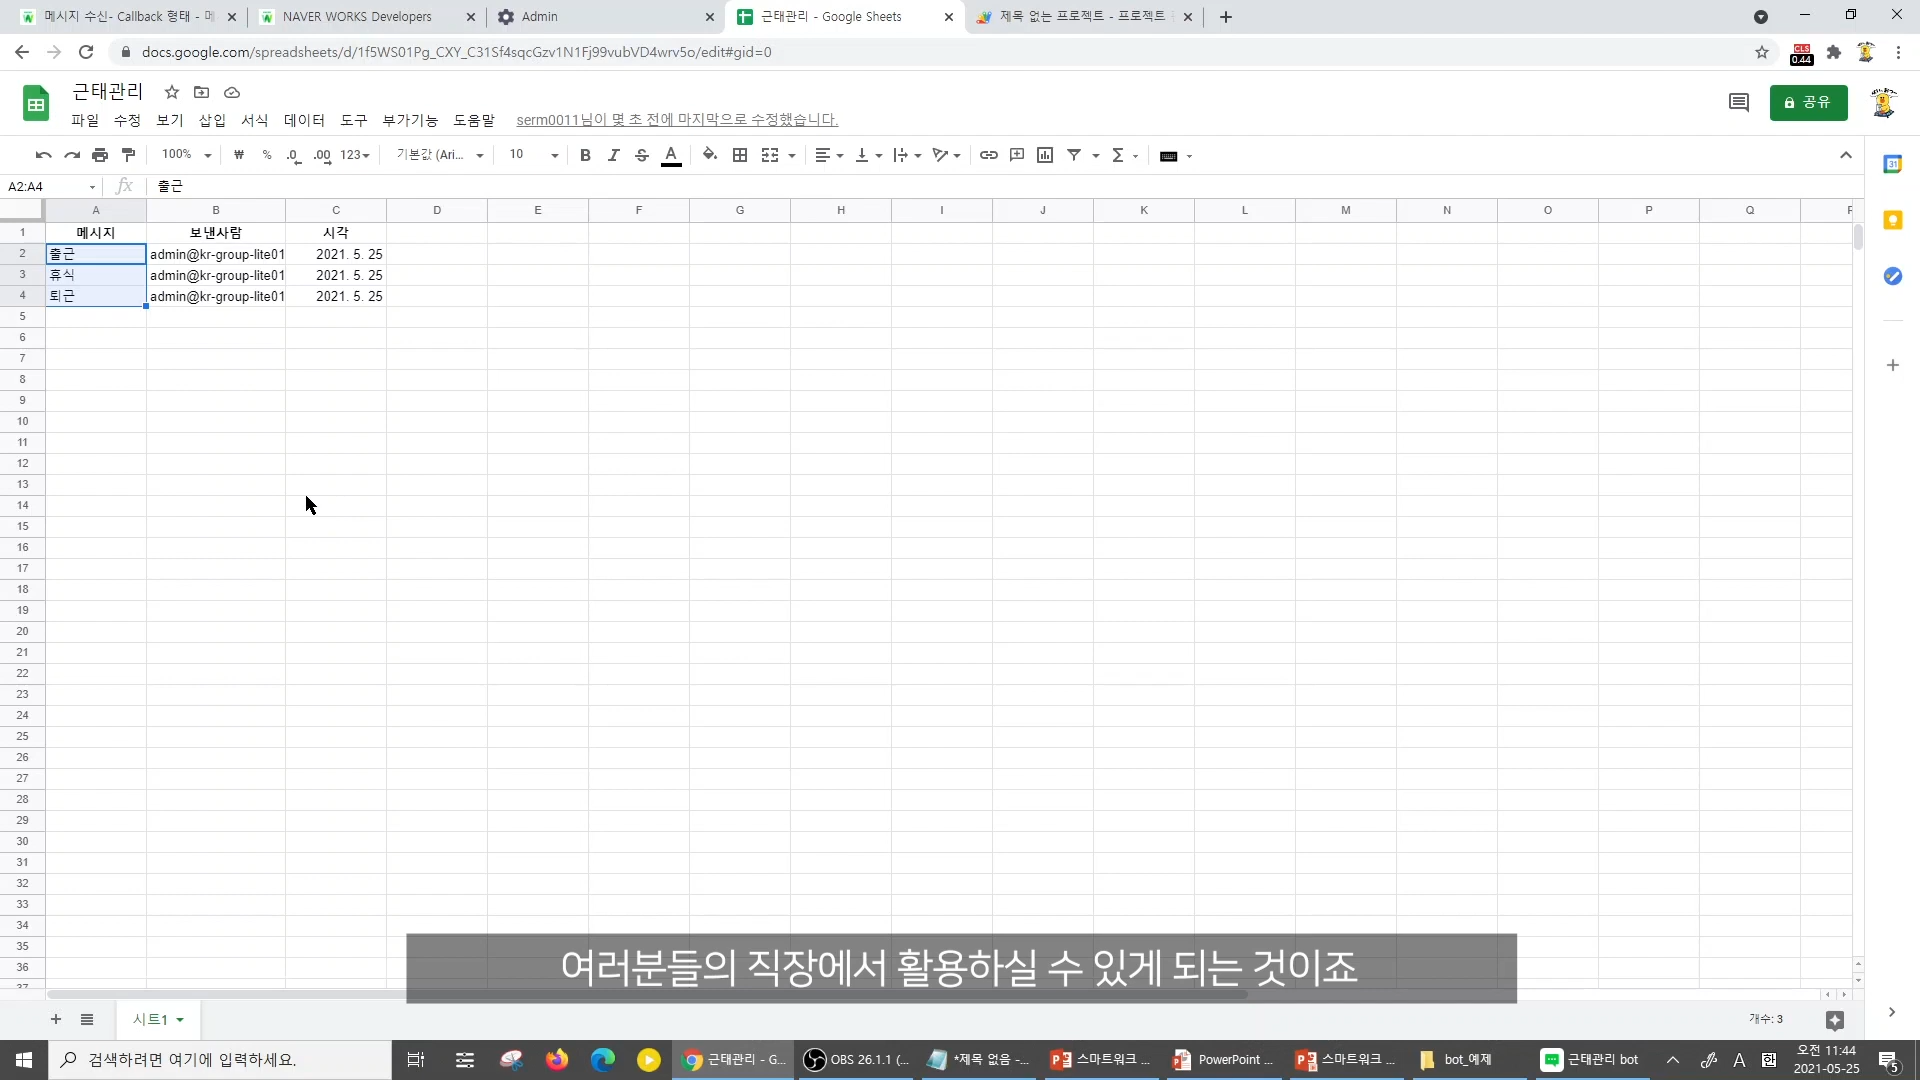 메시지 수신- Callback 형태 - 메
NAVER WORKS Developers
Admin
근태관리 - Google Sheets
제목 없는 프로젝트 - 프로젝트
docs.google.com/spreadsheets/d/1f5WS01Pg_CXY_C31Sf4sqcGzv1N1Fj99vubVD4wrv5o/edit#gid=0
CLS
0.44
근태관리
공유
파일 수정 보기 삽입 서식 데이터 도구 부가기능 도움말 serm0011님이 몇 초 전에 마지막으로 수정했습니다.
100% ₩ % .0 .00 123 기본값 (Ari... 10 B I S A Σ
31
A2:A4 fx 출근
A B C D E F G H I J K L M N O P Q
1 메시지 보낸사람 시각
2 출근 admin@kr-group-lite01 2021. 5. 25
3 휴식 admin@kr-group-lite01 2021. 5. 25
4 퇴근 admin@kr-group-lite01 2021. 5. 25
5
6
7
8
9
10
11
12
13
14
15
16
17
18
19
20
21
22
23
24
25
26
27
28
29
30
31
32
33
34
35
36
37
여러분들의 직장에서 활용하실 수 있게 되는 것이죠
시트1
개수: 3
검색하려면 여기에 입력하세요.
근태관리 - G...
OBS 26.1.1 (...
*제목 없음 -...
스마트워크 ...
PowerPoint ...
스마트워크 ...
bot_예제
근태관리 bot
A 한
오전 11:44
2021-05-25
5